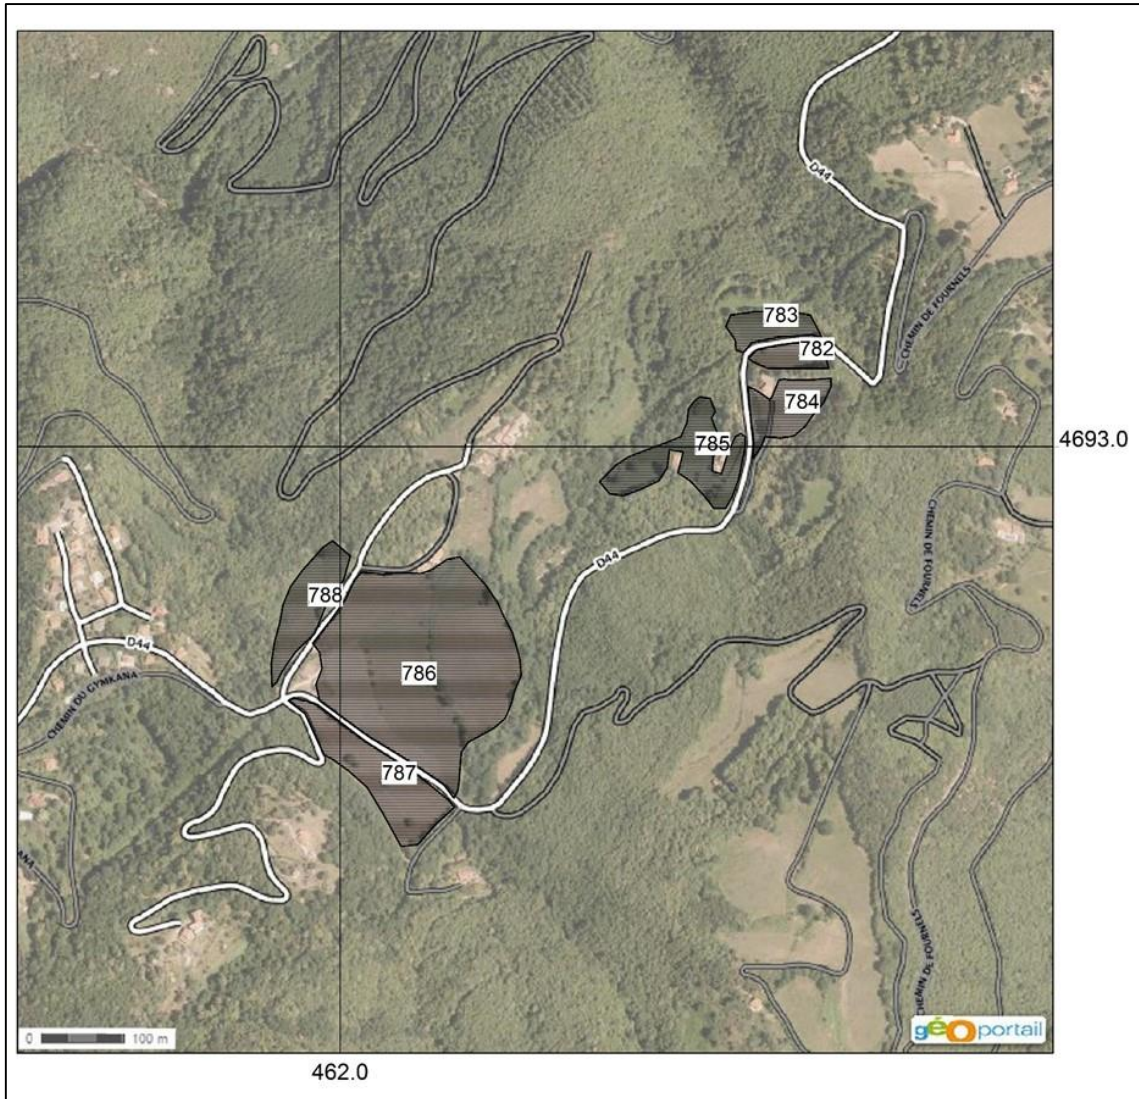 D44
CHEMIN DE FOURNELS
783
782
784
785
4693.0
CHEMIN DE FOURNELS
D44
788
D44
786
CHEMIN DU GYMKANA
787
ANA
CHEMIN DE FOURNELS
0 100 m
géoportail
462.0